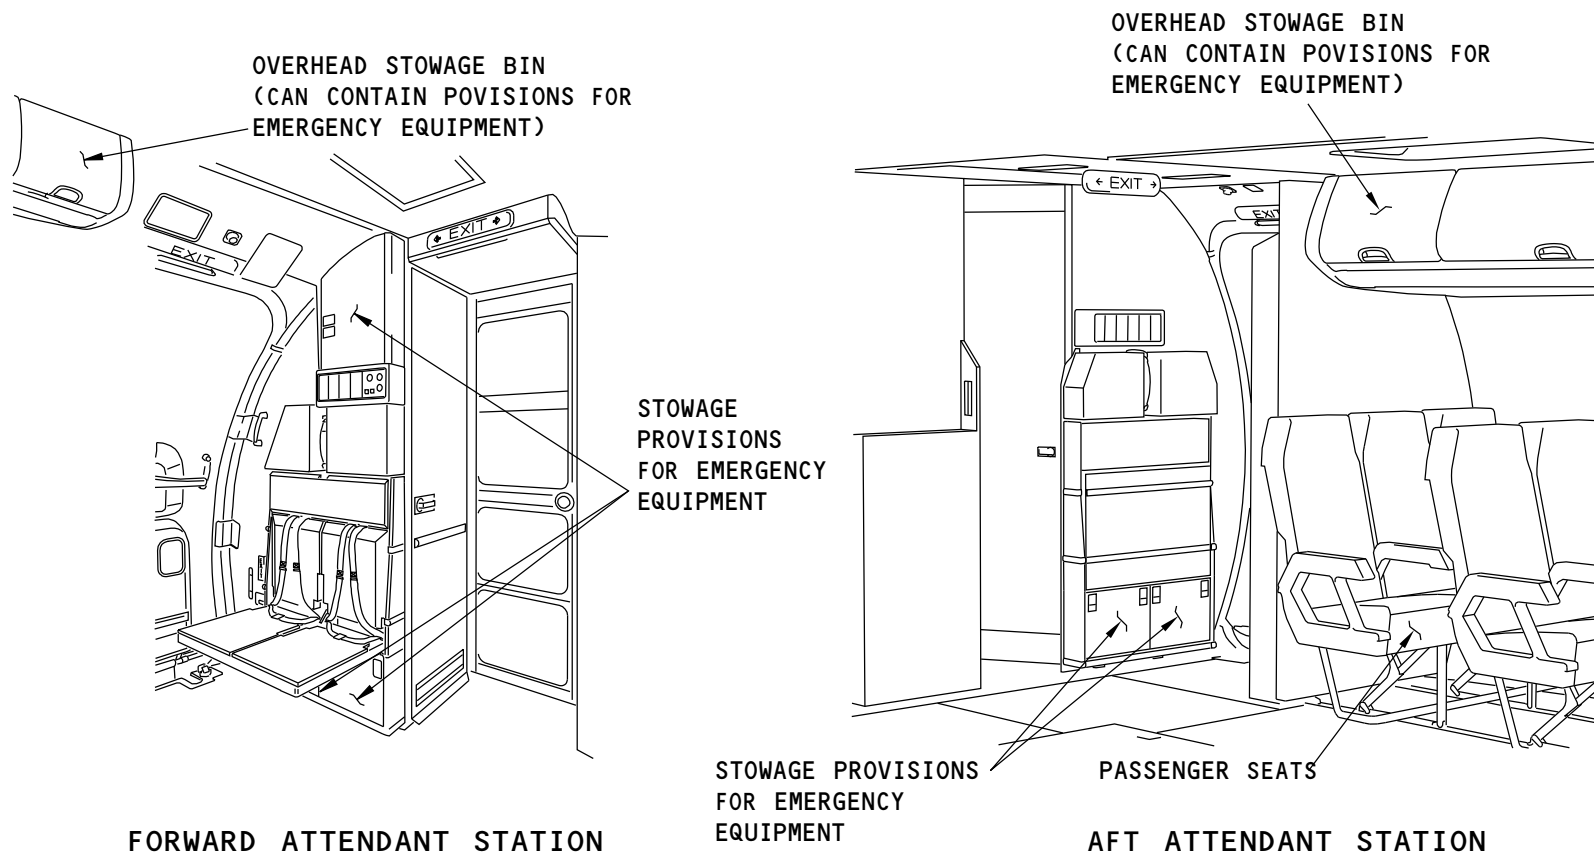 OVERHEAD STOWAGE BIN
(CAN CONTAIN POVISIONS FOR
EMERGENCY EQUIPMENT)
EXIT
EXIT
STOWAGE
PROVISIONS
FOR EMERGENCY
EQUIPMENT
FORWARD ATTENDANT STATION
OVERHEAD STOWAGE BIN
(CAN CONTAIN POVISIONS FOR
EMERGENCY EQUIPMENT)
← EXIT →
EXIT
STOWAGE PROVISIONS
FOR EMERGENCY
EQUIPMENT
PASSENGER SEATS
AFT ATTENDANT STATION